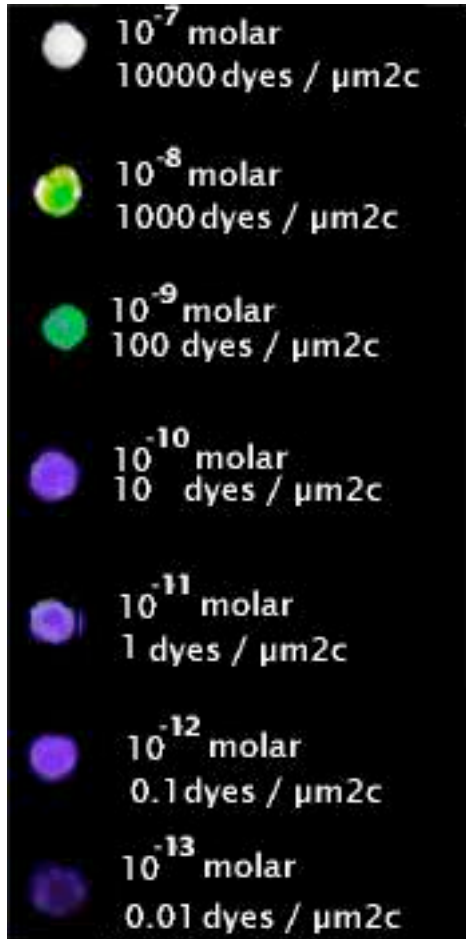 10⁻⁷ molar
10000 dyes / µm2c
10⁻⁸ molar
1000 dyes / µm2c
10⁻⁹ molar
100 dyes / µm2c
10⁻¹⁰ molar
10 dyes / µm2c
10⁻¹¹ molar
1 dyes / µm2c
10⁻¹² molar
0.1 dyes / µm2c
10⁻¹³ molar
0.01 dyes / µm2c